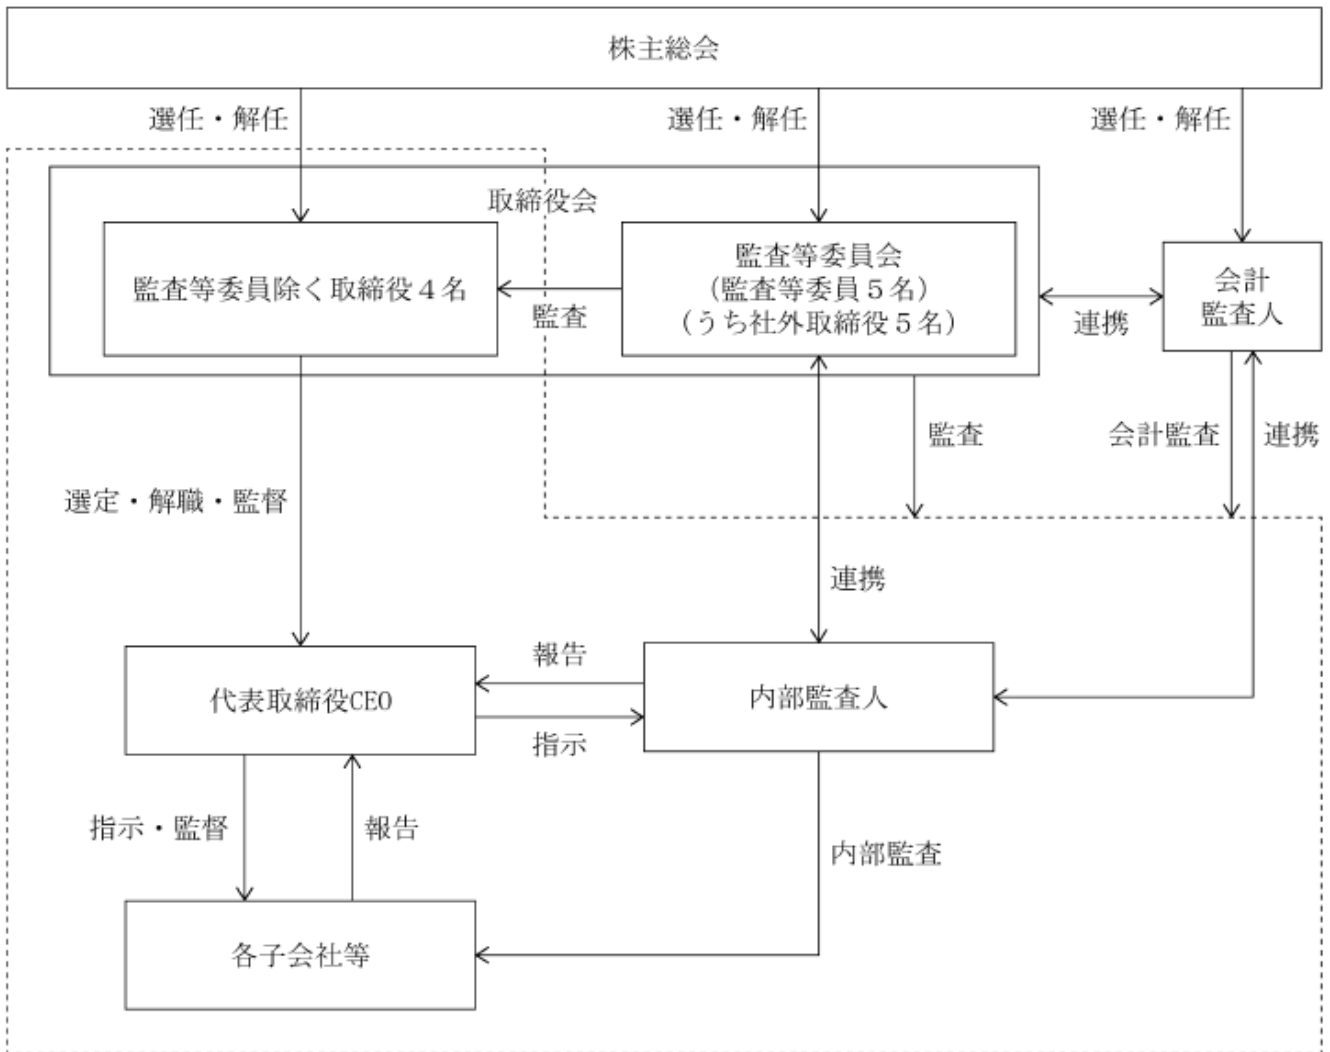 株主総会
選任・解任
選任・解任
選任・解任
取締役会
監査等委員除く取締役４名
監査
監査等委員会
（監査等委員５名）
（うち社外取締役５名）
連携
会計
監査人
監査
会計監査
連携
選定・解職・監督
連携
代表取締役CEO
報告
指示
内部監査人
指示・監督
報告
内部監査
各子会社等